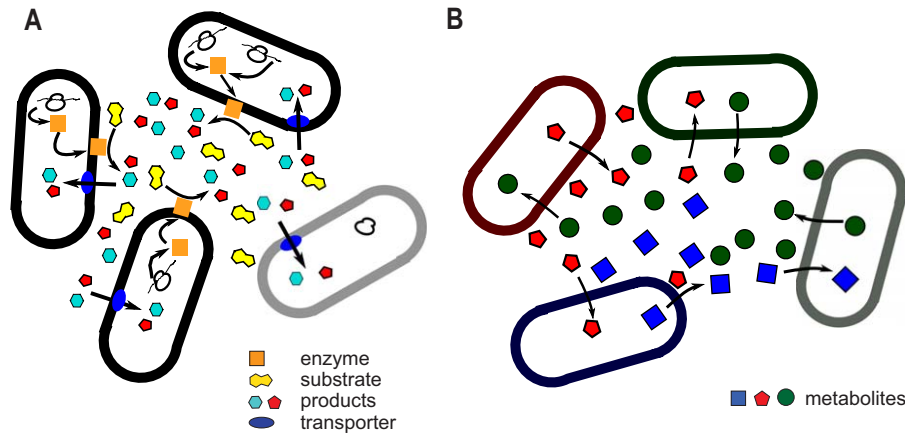 A
B
enzyme
substrate
products
transporter
metabolites